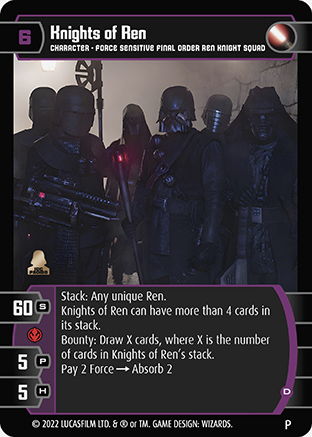 6
Knights of Ren
CHARACTER - FORCE SENSITIVE FINAL ORDER REN KNIGHT SQUAD
60 S
5 P
5 H
Stack: Any unique Ren.
Knights of Ren can have more than 4 cards in
its stack.
Bounty: Draw X cards, where X is the number
of cards in Knights of Ren's stack.
Pay 2 Force → Absorb 2
D
© 2022 LUCASFILM LTD. & ® or TM. GAME DESIGN: WIZARDS.
P